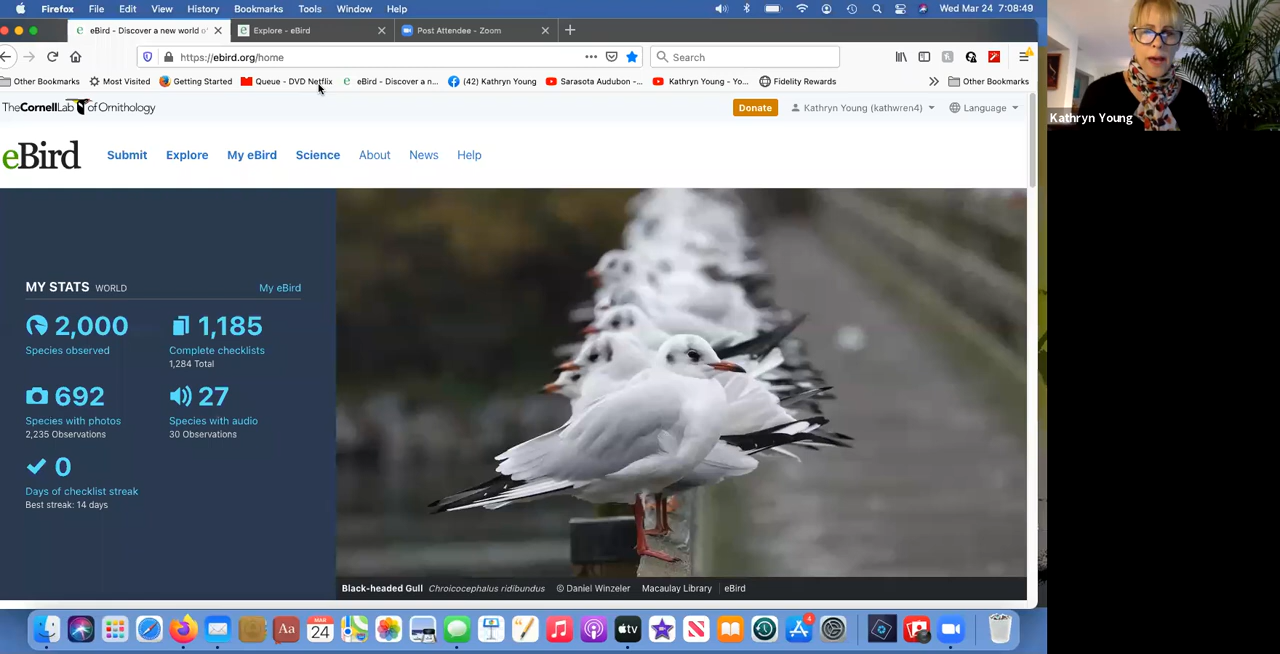 Firefox File Edit View History Bookmarks Tools Window Help Wed Mar 24 7:08:49
eBird - Discover a new world o Explore - eBird Post Attendee - Zoom
https://ebird.org/home Search
Other Bookmarks Most Visited Getting Started Queue - DVD Netflix eBird - Discover a n... (42) Kathryn Young Sarasota Audubon -... Kathryn Young - Yo... Fidelity Rewards Other Bookmarks
TheCornellLab of Ornithology Donate Kathryn Young (kathwren4) Language
Kathryn Young
eBird Submit Explore My eBird Science About News Help
MY STATS WORLD My eBird
2,000 1,185
Species observed Complete checklists
1,284 Total
692 27
Species with photos Species with audio
2,235 Observations 30 Observations
0
Days of checklist streak
Best streak: 14 days
Black-headed Gull Chroicocephalus ridibundus © Daniel Winzeler Macaulay Library eBird
MAR
24
Aa
tv
4